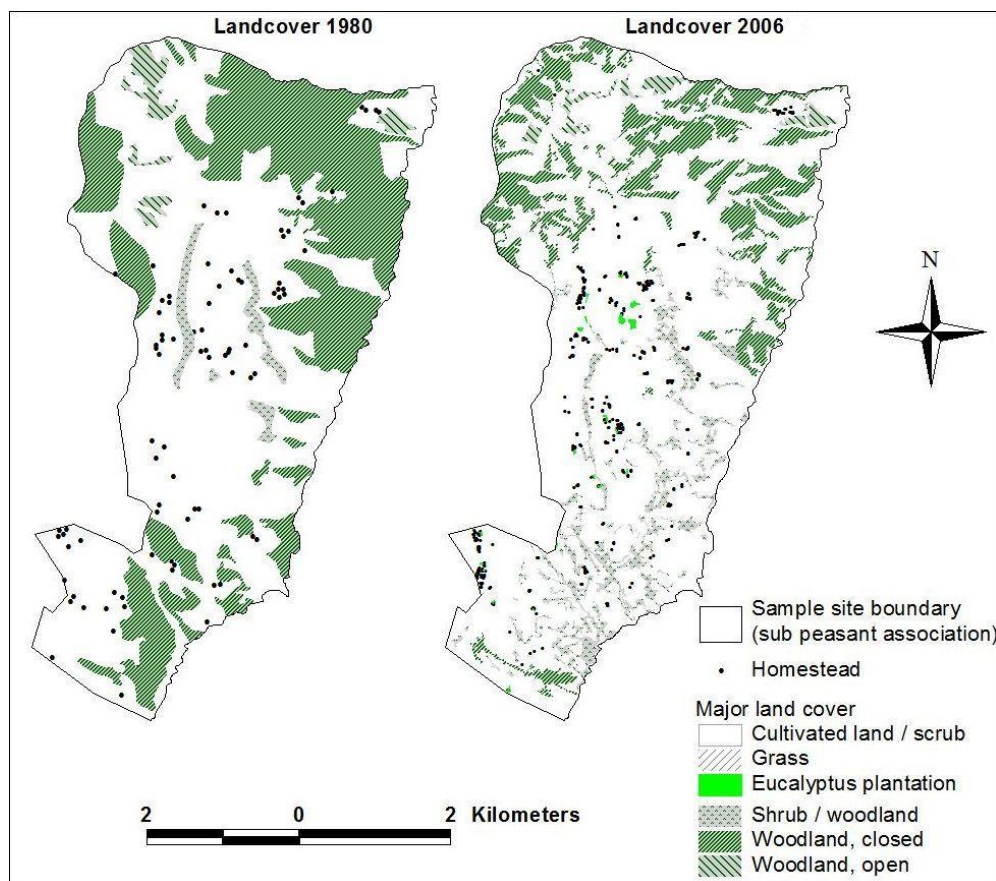 Landcover 1980
Landcover 2006
N
Sample site boundary
(sub peasant association)
Homestead
Major land cover
Cultivated land / scrub
Grass
Eucalyptus plantation
Shrub / woodland
Woodland, closed
Woodland, open
2 0 2 Kilometers